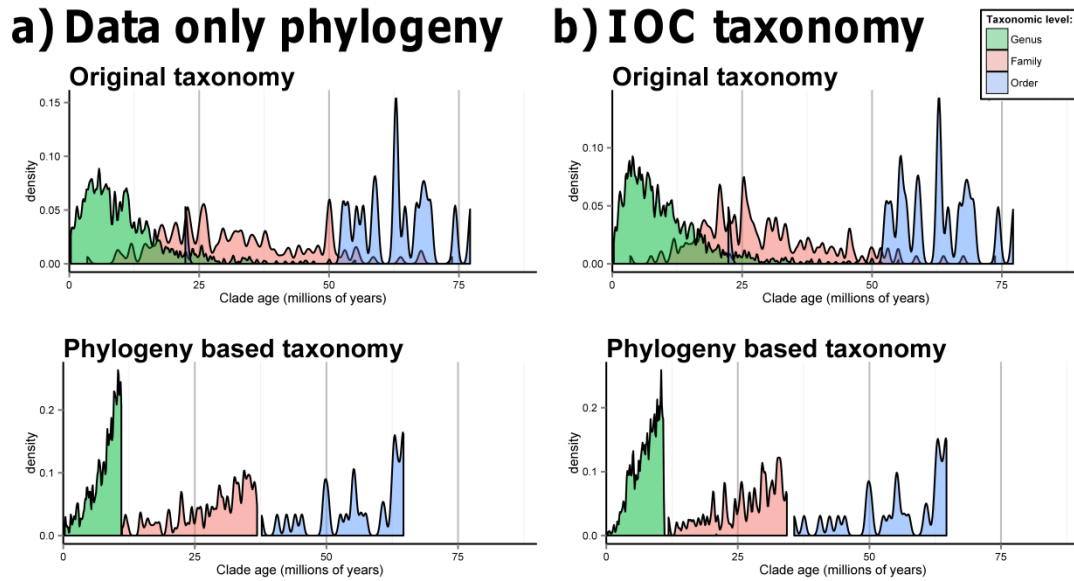 a) Data only phylogeny
b) IOC taxonomy
Taxonomic level:
Genus
Family
Order
Original taxonomy
0.15
0.10
0.05
0.00
density
0
25
50
75
Clade age (millions of years)
Original taxonomy
0.10
0.05
0.00
density
0
25
50
75
Clade age (millions of years)
Phylogeny based taxonomy
0.2
0.1
0.0
density
0
25
50
75
Clade age (millions of years)
Phylogeny based taxonomy
0.2
0.1
0.0
density
0
25
50
75
Clade age (millions of years)